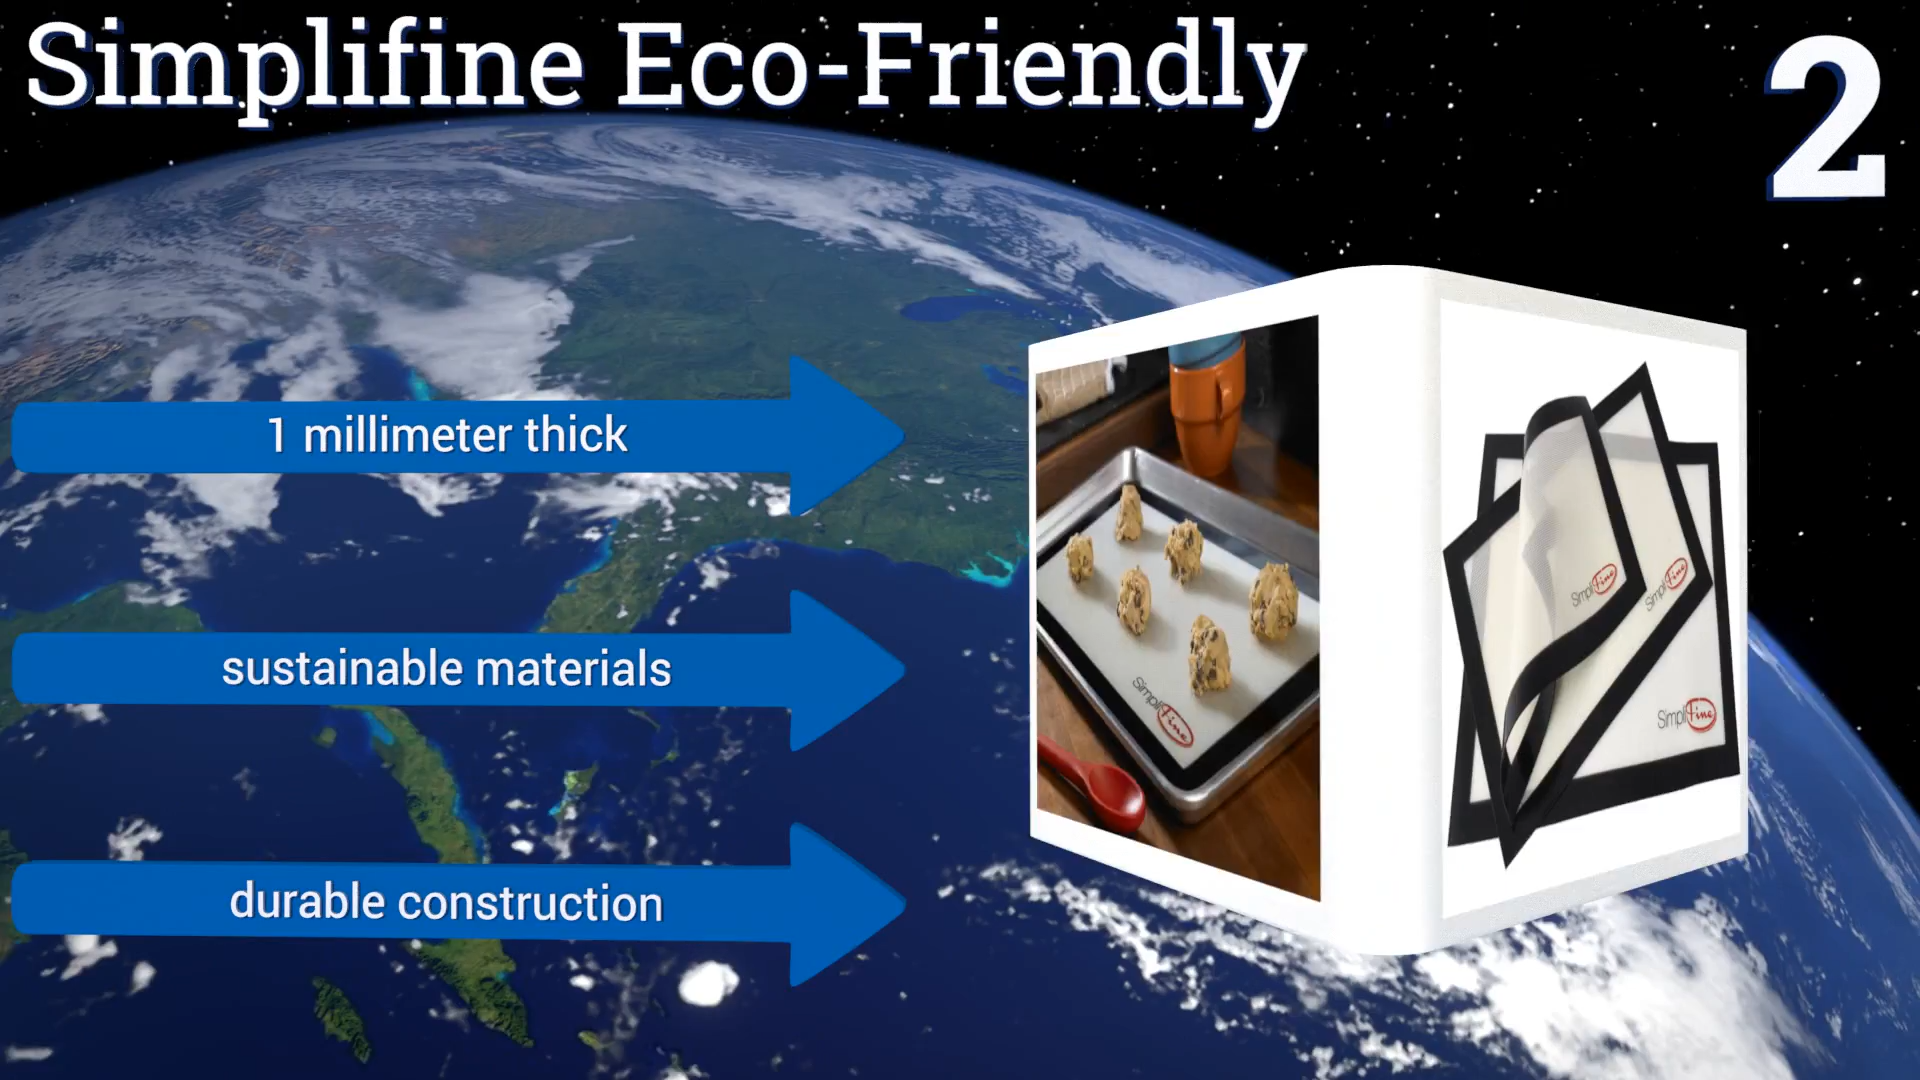 Simplifine Eco-Friendly
2
1 millimeter thick
sustainable materials
durable construction
SimpliFine
SimpliFine
SimpliFine
SimpliFine